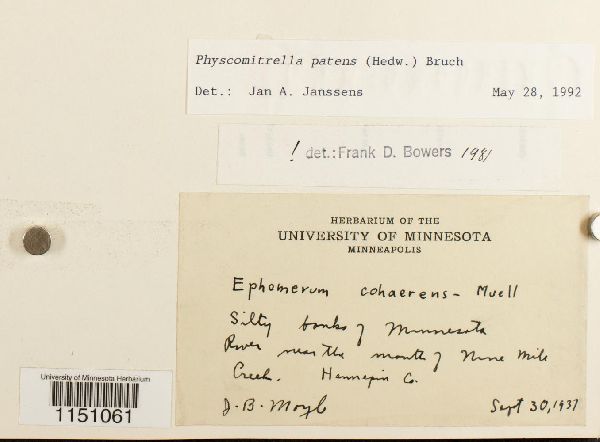 Physcomitrella patens (Hedw.) Bruch
Det.: Jan A. Janssens May 28, 1992
! det.: Frank D. Bowers 1981
HERBARIUM OF THE
UNIVERSITY OF MINNESOTA
MINNEAPOLIS
Ephemerum cohaerens - Muell
Silty banks of Minnesota
River near the mouth of Nine Mile
Creek. Hennepin Co.
J. B. Moyle Sept 30, 1937
University of Minnesota Herbarium
1151061